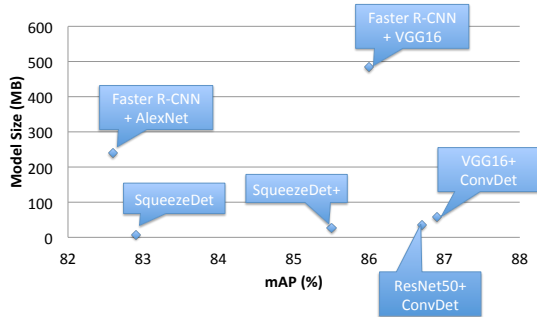 600
500
400
300
200
100
0
Model Size (MB)
Faster R-CNN
+ VGG16
Faster R-CNN
+ AlexNet
SqueezeDet
SqueezeDet+
VGG16+
ConvDet
ResNet50+
ConvDet
82 83 84 85 86 87 88
mAP (%)